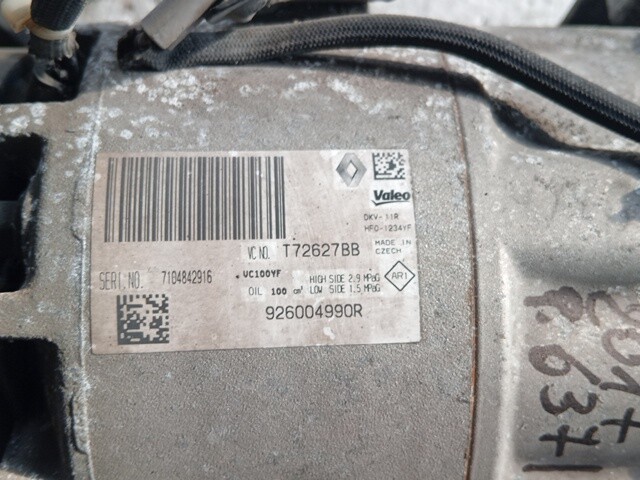 Valeo
DKV-11R
HFO-1234YF
VC NO. T72627BB
MADE IN
CZECH
SERI.NO. 7104842916
VC100YF
OIL 100 cm³
HIGH SIDE 2.9 MPaG
LOW SIDE 1.5 MPaG
AR1
926004990R
6371